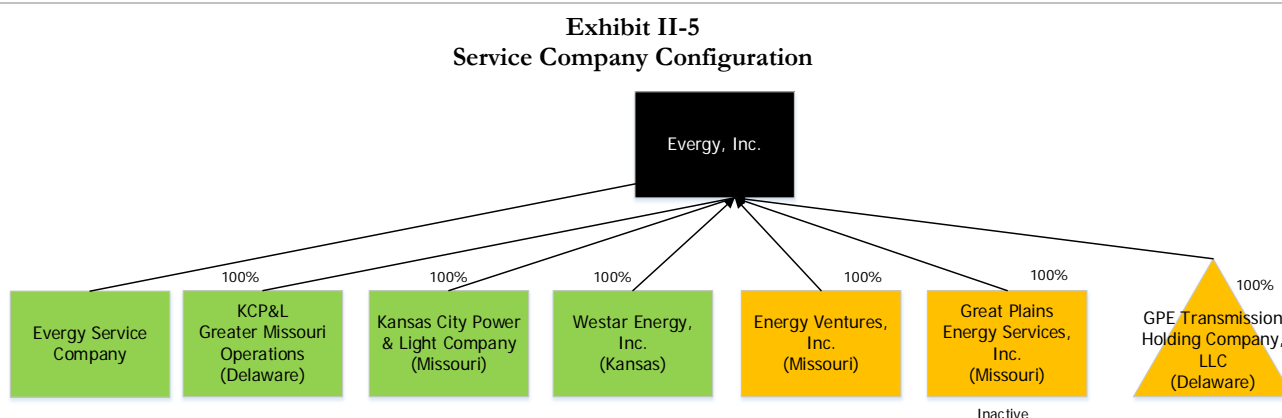 Exhibit II-5
Service Company Configuration
Evergy, Inc.
100%
100%
100%
100%
100%
100%
Evergy Service
Company
KCP&L
Greater Missouri
Operations
(Delaware)
Kansas City Power
& Light Company
(Missouri)
Westar Energy,
Inc.
(Kansas)
Energy Ventures,
Inc.
(Missouri)
Great Plains
Energy Services,
Inc.
(Missouri)
GPE Transmission
Holding Company,
LLC
(Delaware)
Inactive